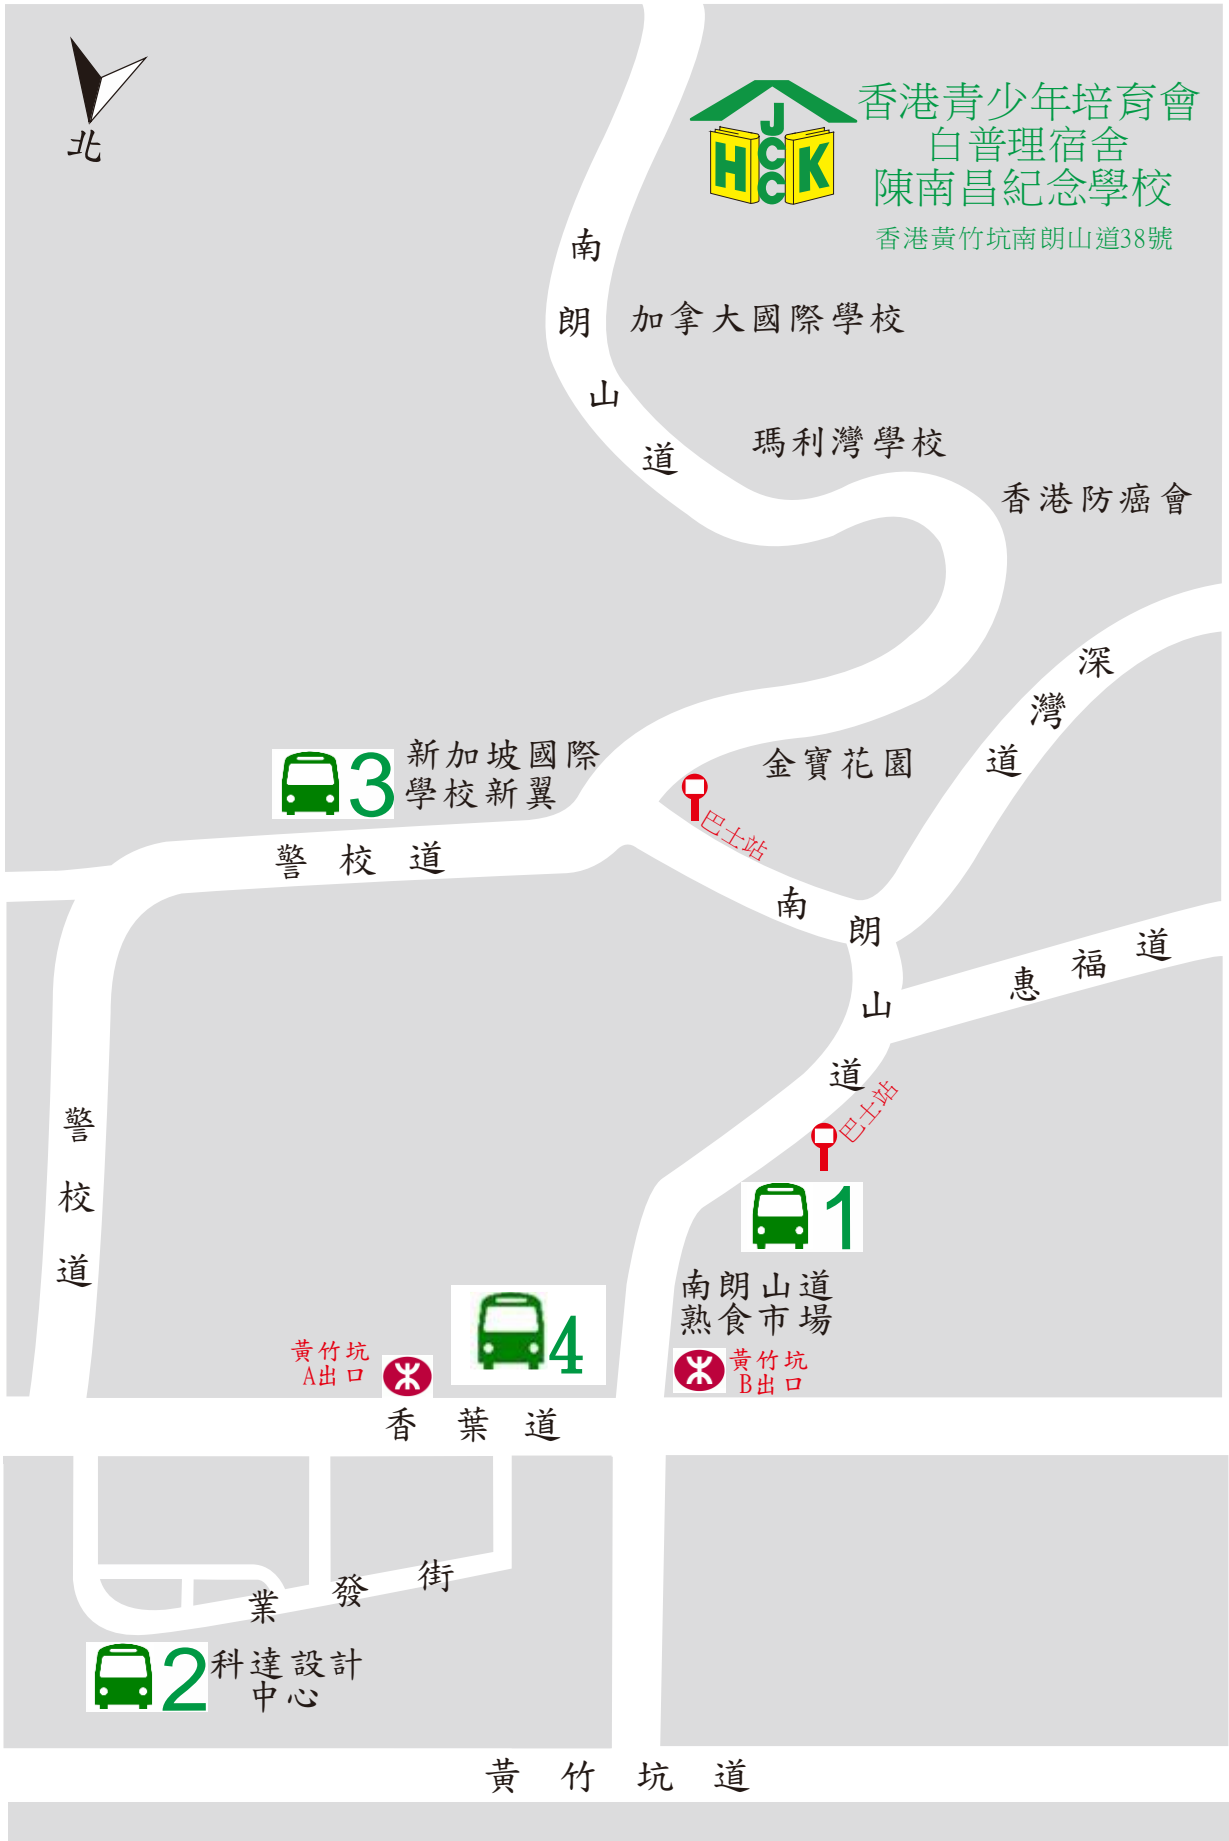 北
J
C
C
H
K
香港青少年培育會
白普理宿舍
陳南昌紀念學校
香港黃竹坑南朗山道38號
南朗山道
加拿大國際學校
瑪利灣學校
香港防癌會
深灣道
3
新加坡國際
學校新翼
金寶花園
巴士站
警校道
南朗山道
惠福道
警校道
巴士站
1
南朗山道
熟食市場
4
黃竹坑
A出口
黃竹坑
B出口
香葉道
業發街
2
科達設計
中心
黃竹坑道